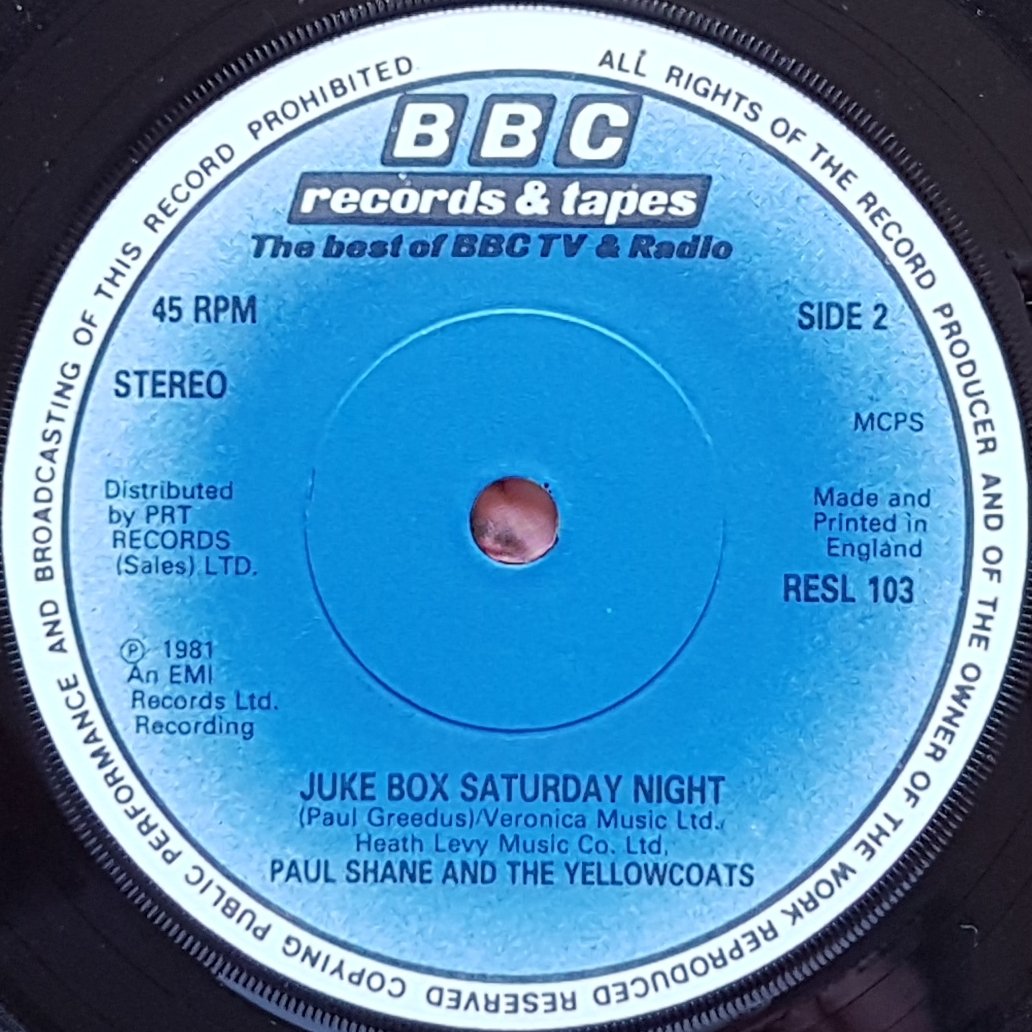 ALL RIGHTS OF THE RECORD PRODUCER AND OF THE OWNER OF THE WORK REPRODUCED RESERVED COPYING PUBLIC PERFORMANCE AND BROADCASTING OF THIS RECORD PROHIBITED
BBC
records & tapes
The best of BBC TV & Radio
45 RPM
SIDE 2
STEREO
MCPS
Distributed
by PRT
RECORDS
(Sales) LTD.
Made and
Printed in
England
RESL 103
Ⓟ 1981
An EMI
Records Ltd.
Recording
JUKE BOX SATURDAY NIGHT
(Paul Greedus)/Veronica Music Ltd./
Heath Levy Music Co. Ltd.
PAUL SHANE AND THE YELLOWCOATS